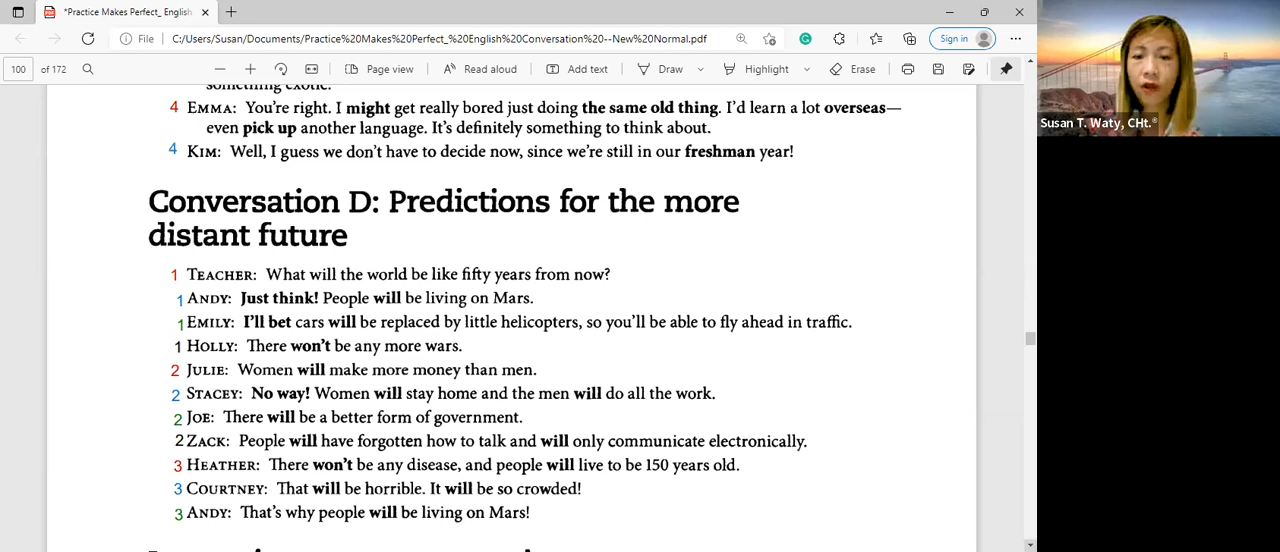 *Practice Makes Perfect_ English
File C:/Users/Susan/Documents/Practice%20Makes%20Perfect_%20English%20Conversation%20--New%20Normal.pdf Sign in
100 of 172 Page view Read aloud Add text Draw Highlight Erase
something exotic.
4 EMMA: You're right. I might get really bored just doing the same old thing. I'd learn a lot overseas—
even pick up another language. It's definitely something to think about.
4 KIM: Well, I guess we don't have to decide now, since we're still in our freshman year!
Conversation D: Predictions for the more
distant future
1 TEACHER: What will the world be like fifty years from now?
1 ANDY: Just think! People will be living on Mars.
1 EMILY: I'll bet cars will be replaced by little helicopters, so you'll be able to fly ahead in traffic.
1 HOLLY: There won't be any more wars.
2 JULIE: Women will make more money than men.
2 STACEY: No way! Women will stay home and the men will do all the work.
2 JOE: There will be a better form of government.
2 ZACK: People will have forgotten how to talk and will only communicate electronically.
3 HEATHER: There won't be any disease, and people will live to be 150 years old.
3 COURTNEY: That will be horrible. It will be so crowded!
3 ANDY: That's why people will be living on Mars!
Susan T. Waty, CHt.®